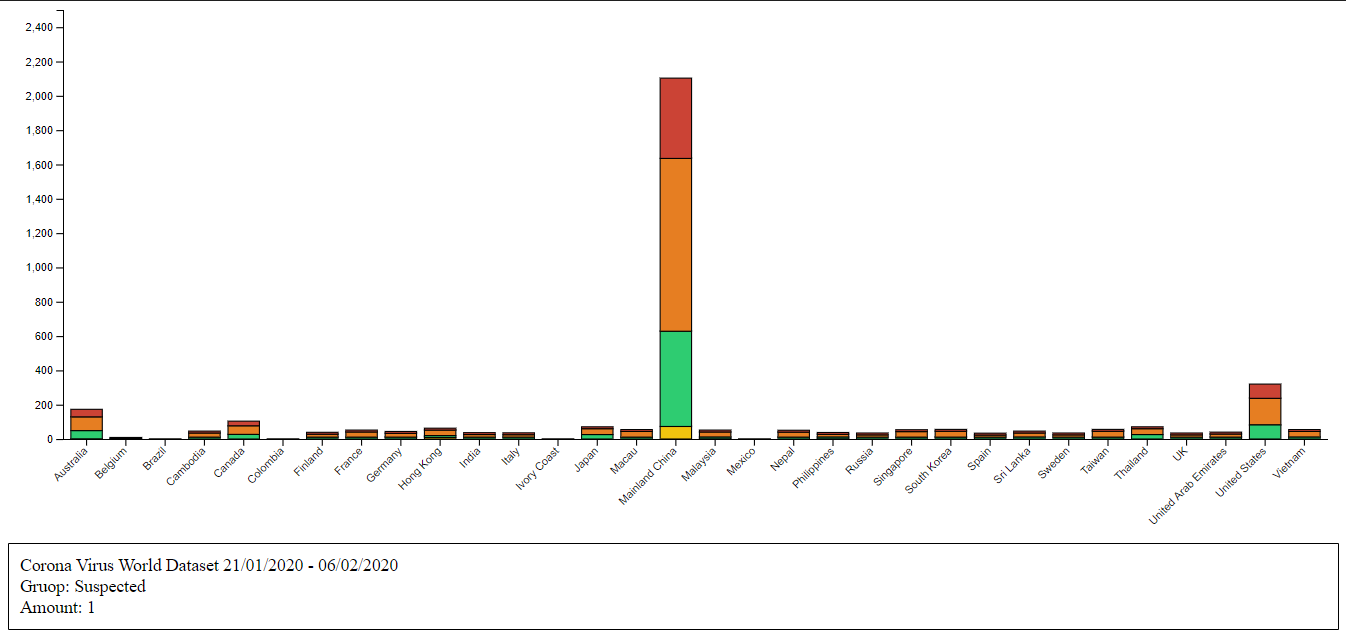 2,400
2,200
2,000
1,800
1,600
1,400
1,200
1,000
800
600
400
200
0
Australia
Belgium
Brazil
Cambodia
Canada
Colombia
Finland
France
Germany
Hong Kong
India
Italy
Ivory Coast
Japan
Macau
Mainland China
Malaysia
Mexico
Nepal
Philippines
Russia
Singapore
South Korea
Spain
Sri Lanka
Sweden
Taiwan
Thailand
UK
United Arab Emirates
United States
Vietnam
Corona Virus World Dataset 21/01/2020 - 06/02/2020
Gruop: Suspected
Amount: 1